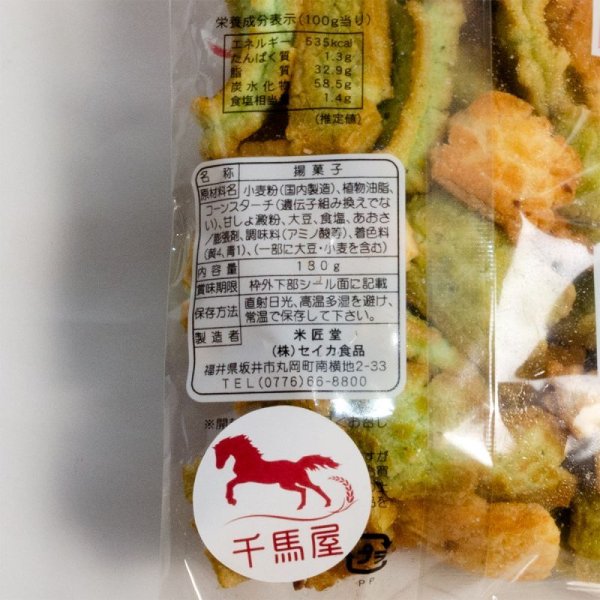 栄養成分表示(100g当り)
エネルギー 535kcal
たんぱく質 1.3g
脂質 32.9g
炭水化物 58.5g
食塩相当量 1.4g
(推定値)
名称 揚菓子
原材料名 小麦粉(国内製造)、植物油脂、
コーンスターチ(遺伝子組み換えでな
い)、甘しょ澱粉、大豆、食塩、あおさ
/膨張剤、調味料(アミノ酸等)、着色料
(黄4、青1)、(一部に大豆・小麦を含む)
内容量 130g
賞味期限 枠外下部シール面に記載
保存方法 直射日光、高温多湿を避け、
常温で保存して下さい。
製造者 米匠堂
(株)セイカ食品
福井県坂井市丸岡町南横地2-33
TEL(0776)66-8800
千馬屋
プラ
PP